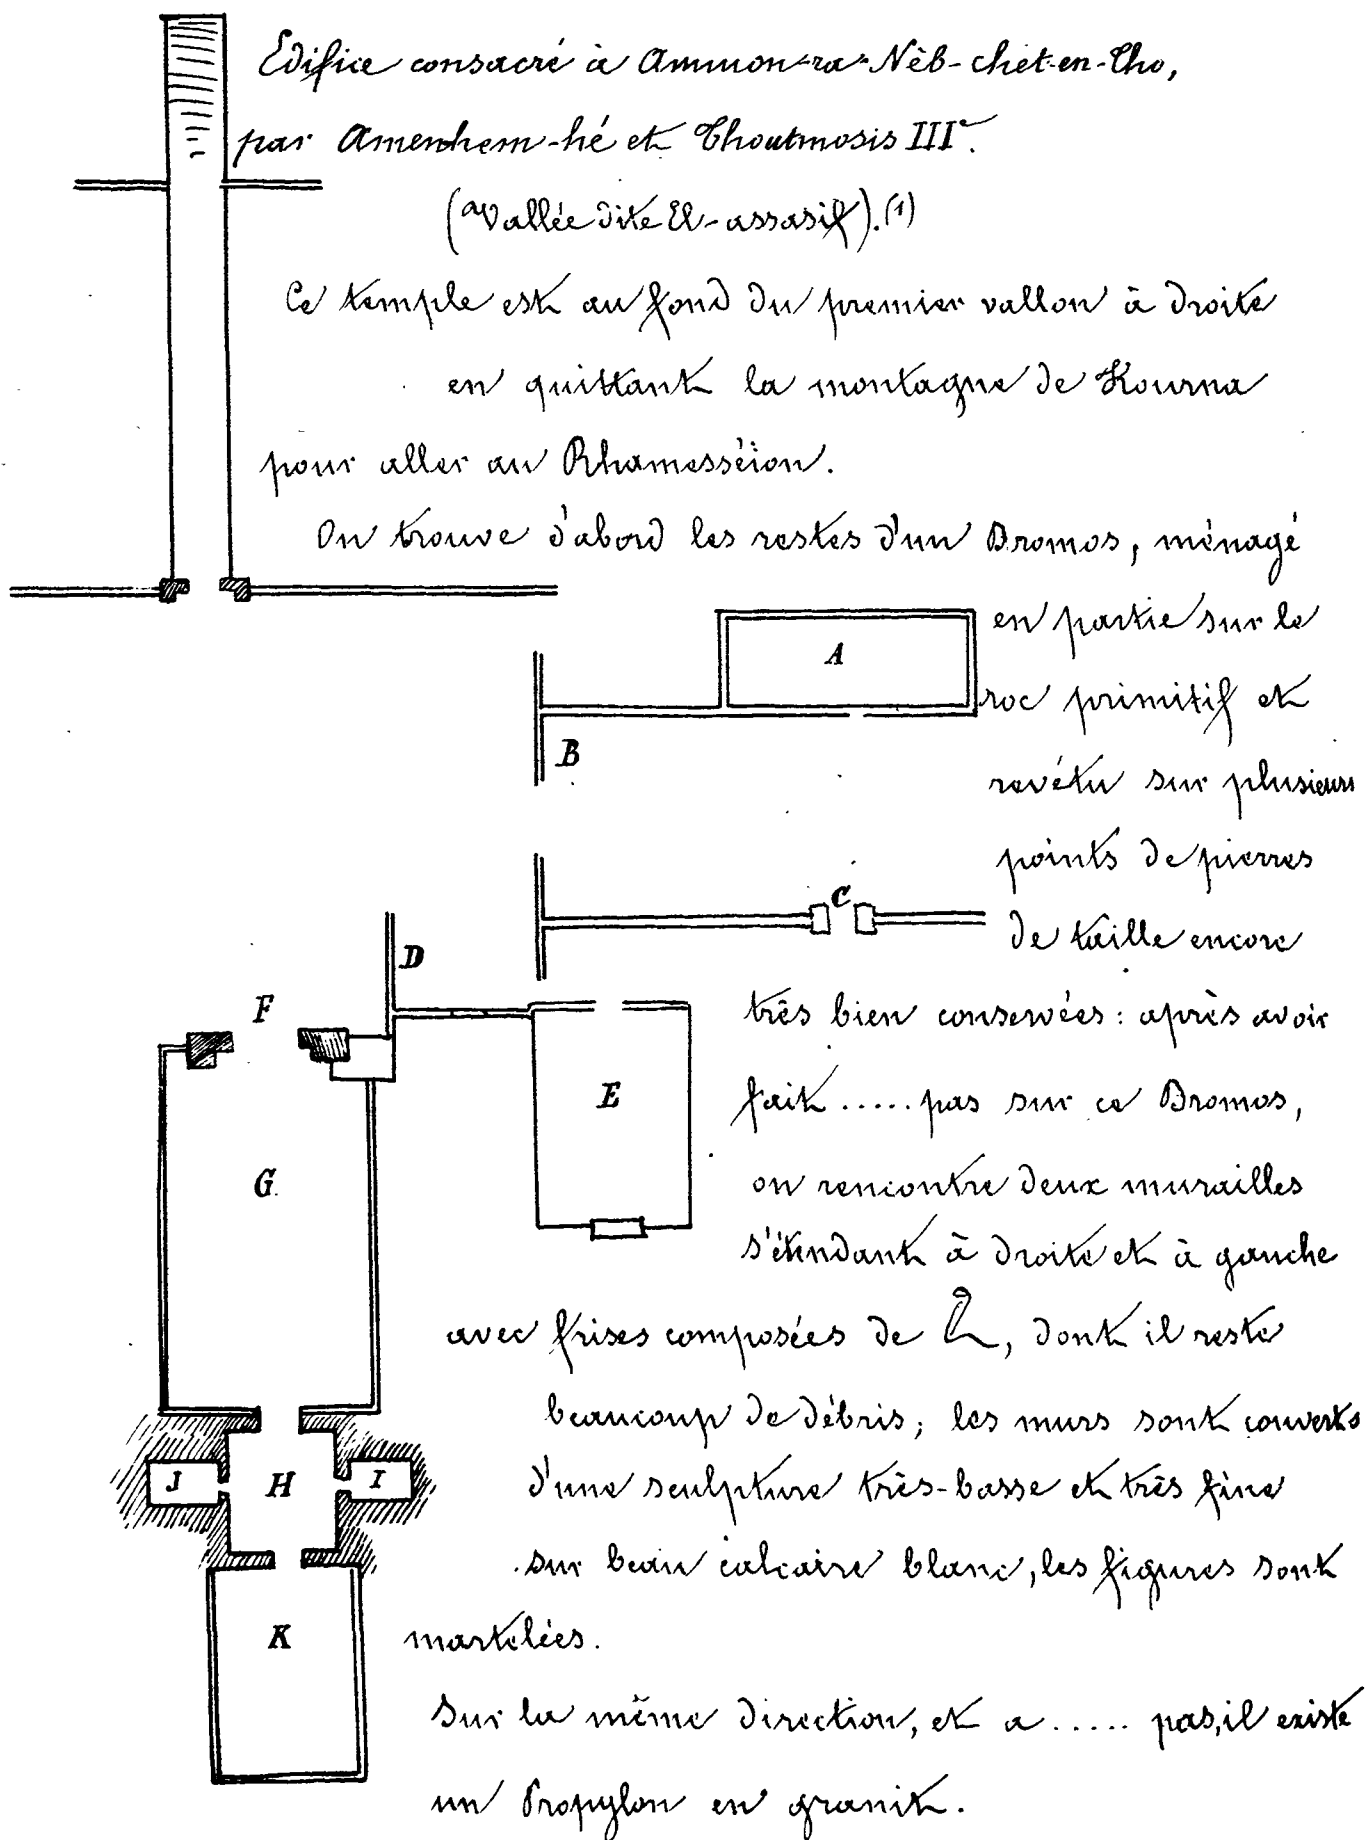 Edifice consacré à Ammon-ra-Nèb-chet-en-Tho,
par Amenhem-hé et Thoutmosis IIIe.
(Vallée dite El-assasif).(1)
Ce temple est au fond du premier vallon à droite
en quittant la montagne de Kourna
pour aller au Rhamesséion.
On trouve d'abord les restes d'un Dromos, ménagé
en partie sur le
A
roc primitif et
B
revétu sur plusieurs
points de pierres
C
de taille encore
D
très bien conservées : après avoir
F
fait ..... pas sur ce Dromos,
E
on rencontre deux murailles
G
s'étendant à droite et à gauche
avec frises composées de , dont il reste
beaucoup de débris; les murs sont couverts
J H I
d'une sculpture très-basse et très fine
sur beau calcaire blanc, les figures sont
K
martelées.
Sur la même direction, et a ..... pas, il existe
un Propylon en granit.